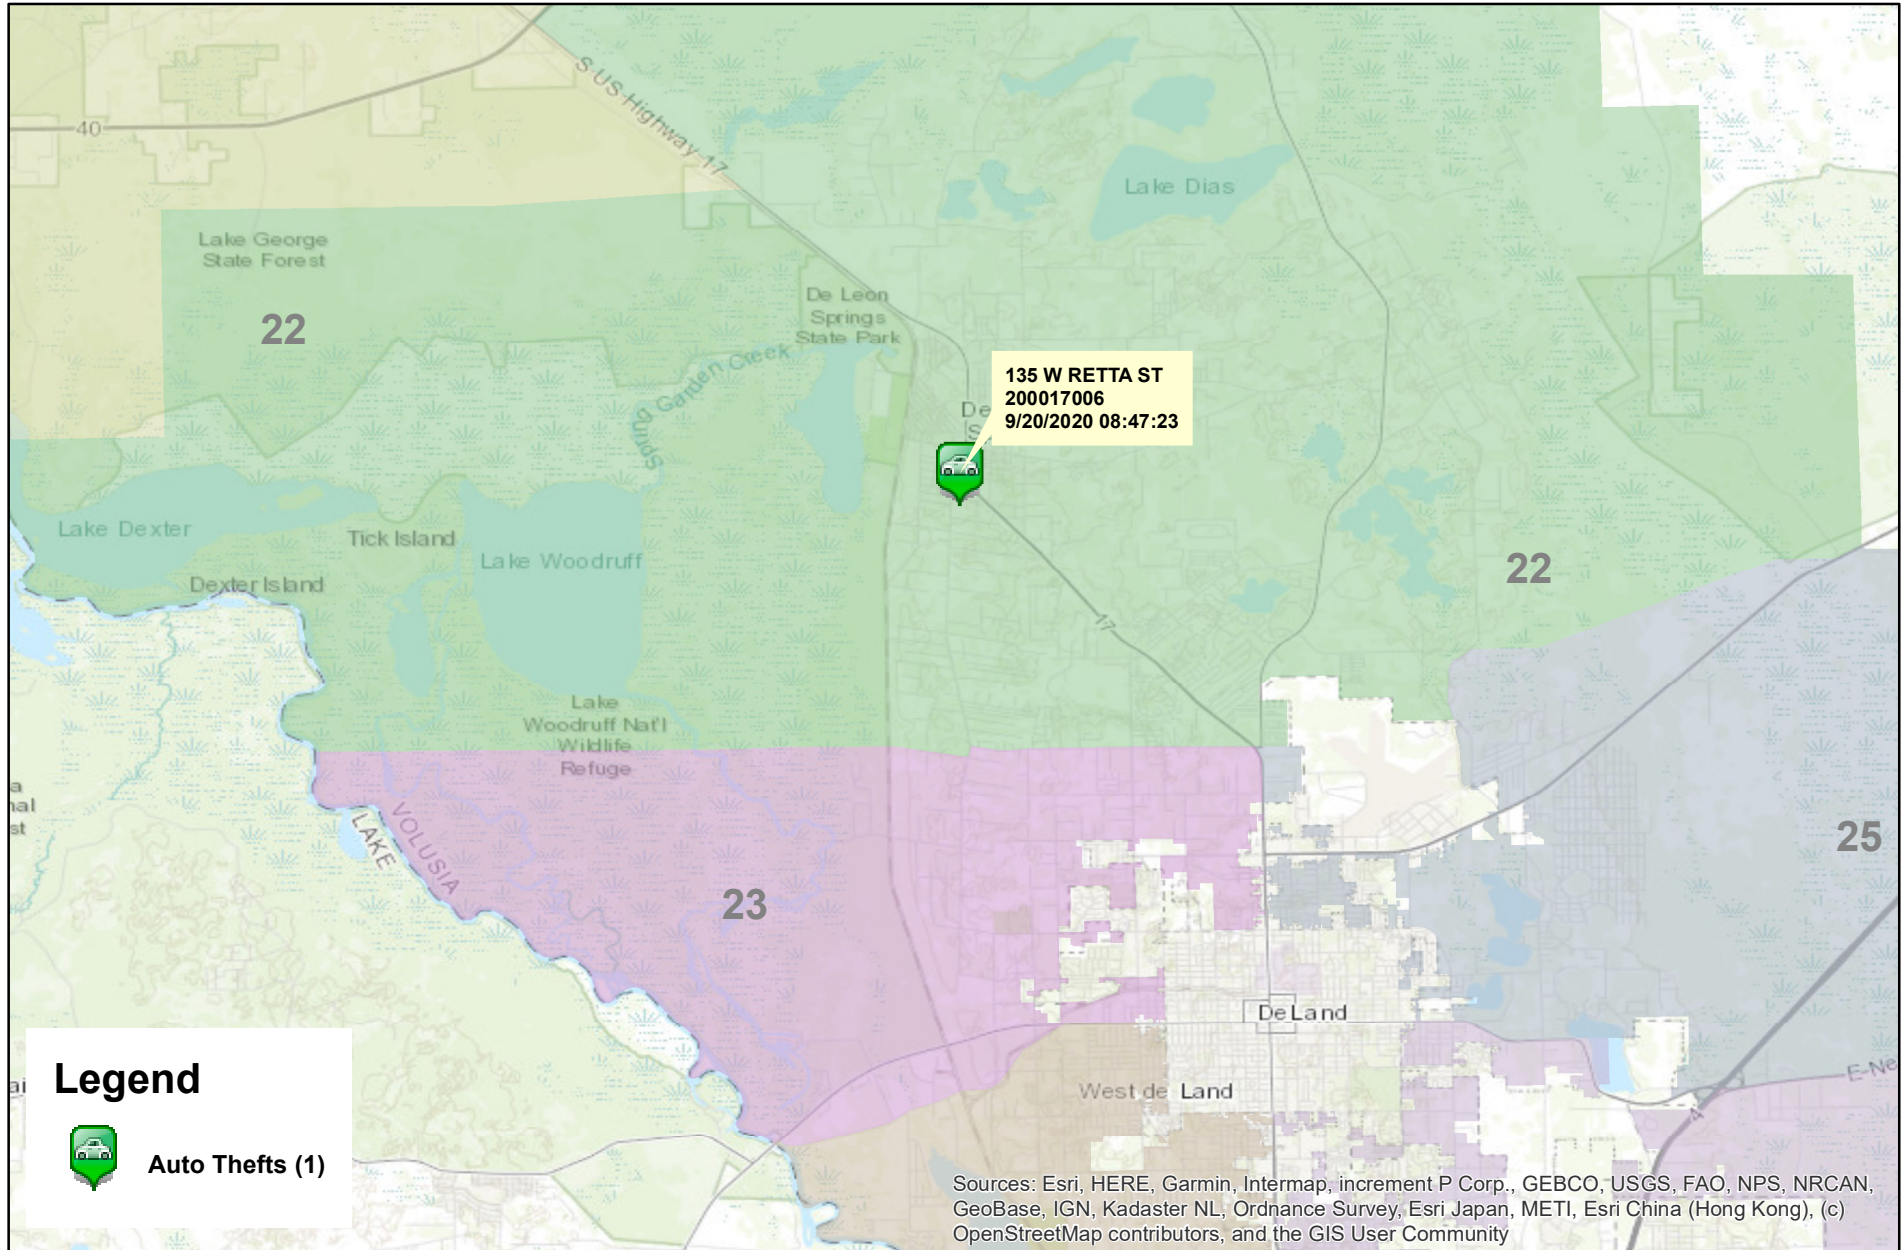 40
S US Highway 17
Lake Dias
Lake George
State Forest
22
De Leon
Springs
State Park
Spring Garden Creek
135 W RETTA ST
200017006
9/20/2020 08:47:23
De
S
Lake Dexter
Tick Island
Lake Woodruff
Dexter Island
22
17
Lake
Woodruff Nat'l
Wildlife
Refuge
VOLUSIA
LAKE
23
25
DeLand
West de Land
E-Ne
4
Legend
Auto Thefts (1)
Sources: Esri, HERE, Garmin, Intermap, increment P Corp., GEBCO, USGS, FAO, NPS, NRCAN,
GeoBase, IGN, Kadaster NL, Ordnance Survey, Esri Japan, METI, Esri China (Hong Kong), (c)
OpenStreetMap contributors, and the GIS User Community